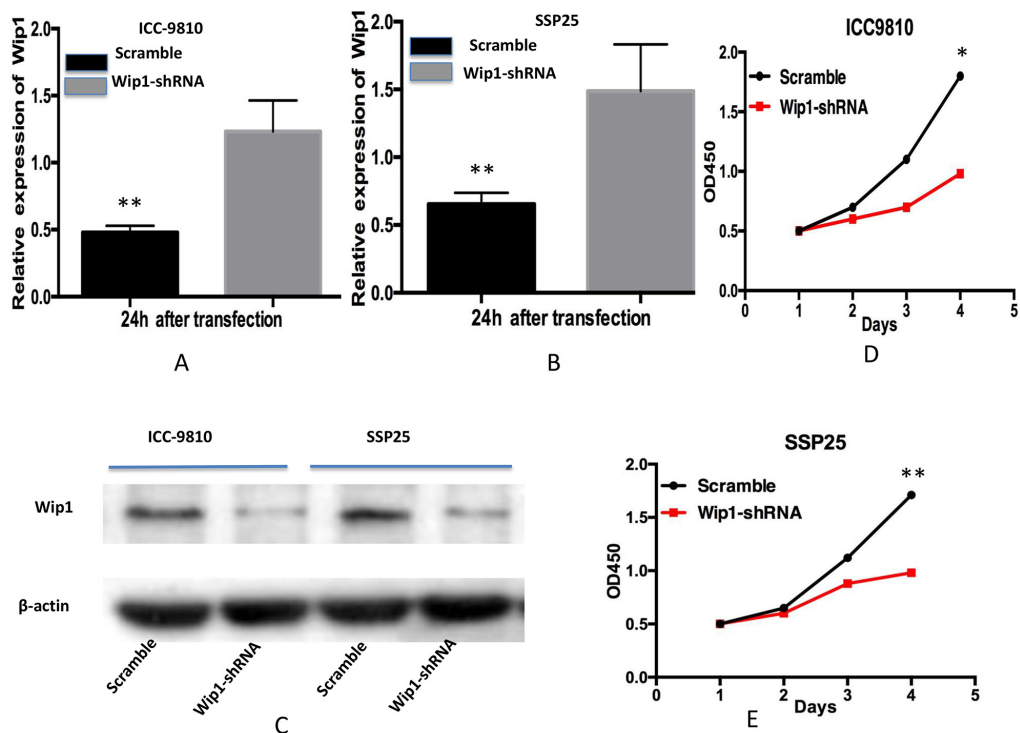 ICC-9810
Relative expression of Wip1
2.0
1.5
1.0
0.5
0.0
Scramble
Wip1-shRNA
**
24h after transfection
A
SSP25
Relative expression of Wip1
2.0
1.5
1.0
0.5
0.0
Scramble
Wip1-shRNA
**
24h after transfection
B
ICC9810
OD450
2.0
1.5
1.0
0.5
0.0
Scramble
Wip1-shRNA
*
0 1 2 3 4 5
Days
D
ICC-9810 SSP25
Wip1
β-actin
Scramble Wip1-shRNA Scramble Wip1-shRNA
C
SSP25
OD450
2.0
1.5
1.0
0.5
0.0
Scramble
Wip1-shRNA
**
0 1 2 3 4 5
Days
E